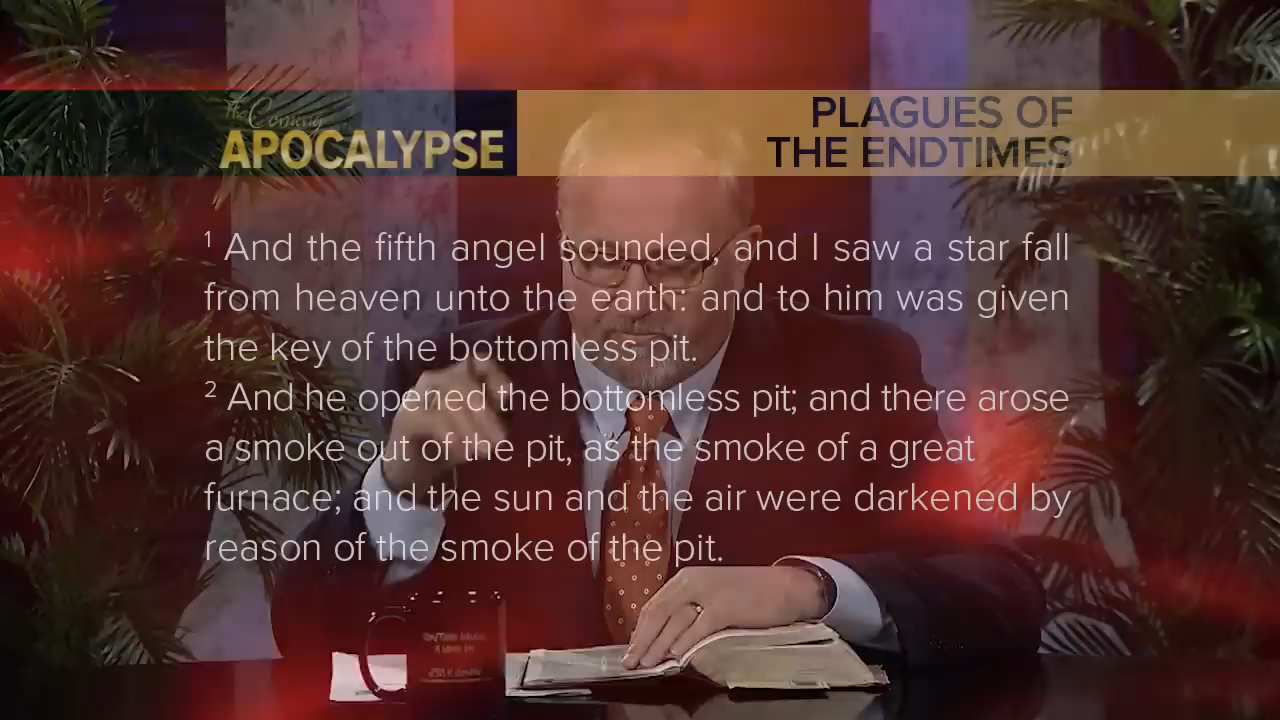 The Coming
APOCALYPSE
PLAGUES OF
THE ENDTIMES
¹ And the fifth angel sounded, and I saw a star fall
from heaven unto the earth: and to him was given
the key of the bottomless pit.
² And he opened the bottomless pit; and there arose
a smoke out of the pit, as the smoke of a great
furnace; and the sun and the air were darkened by
reason of the smoke of the pit.